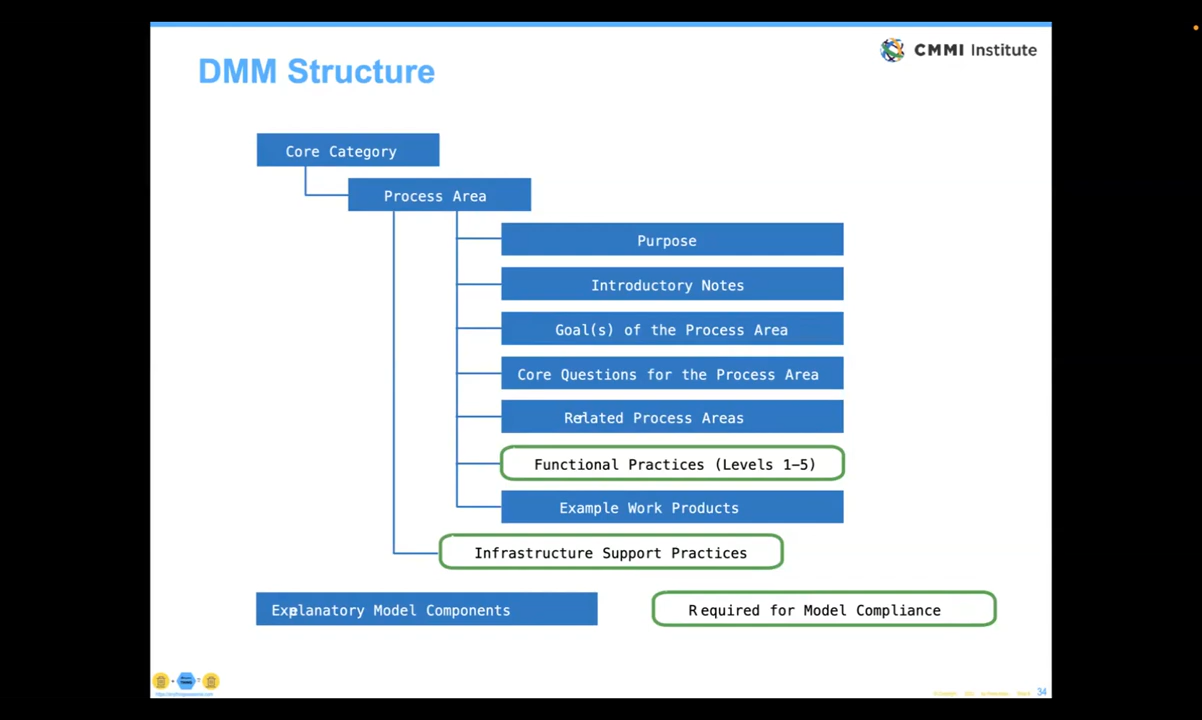 CMMI Institute
DMM Structure
Core Category
Process Area
Purpose
Introductory Notes
Goal(s) of the Process Area
Core Questions for the Process Area
Related Process Areas
Functional Practices (Levels 1-5)
Example Work Products
Infrastructure Support Practices
Explanatory Model Components
Required for Model Compliance
34